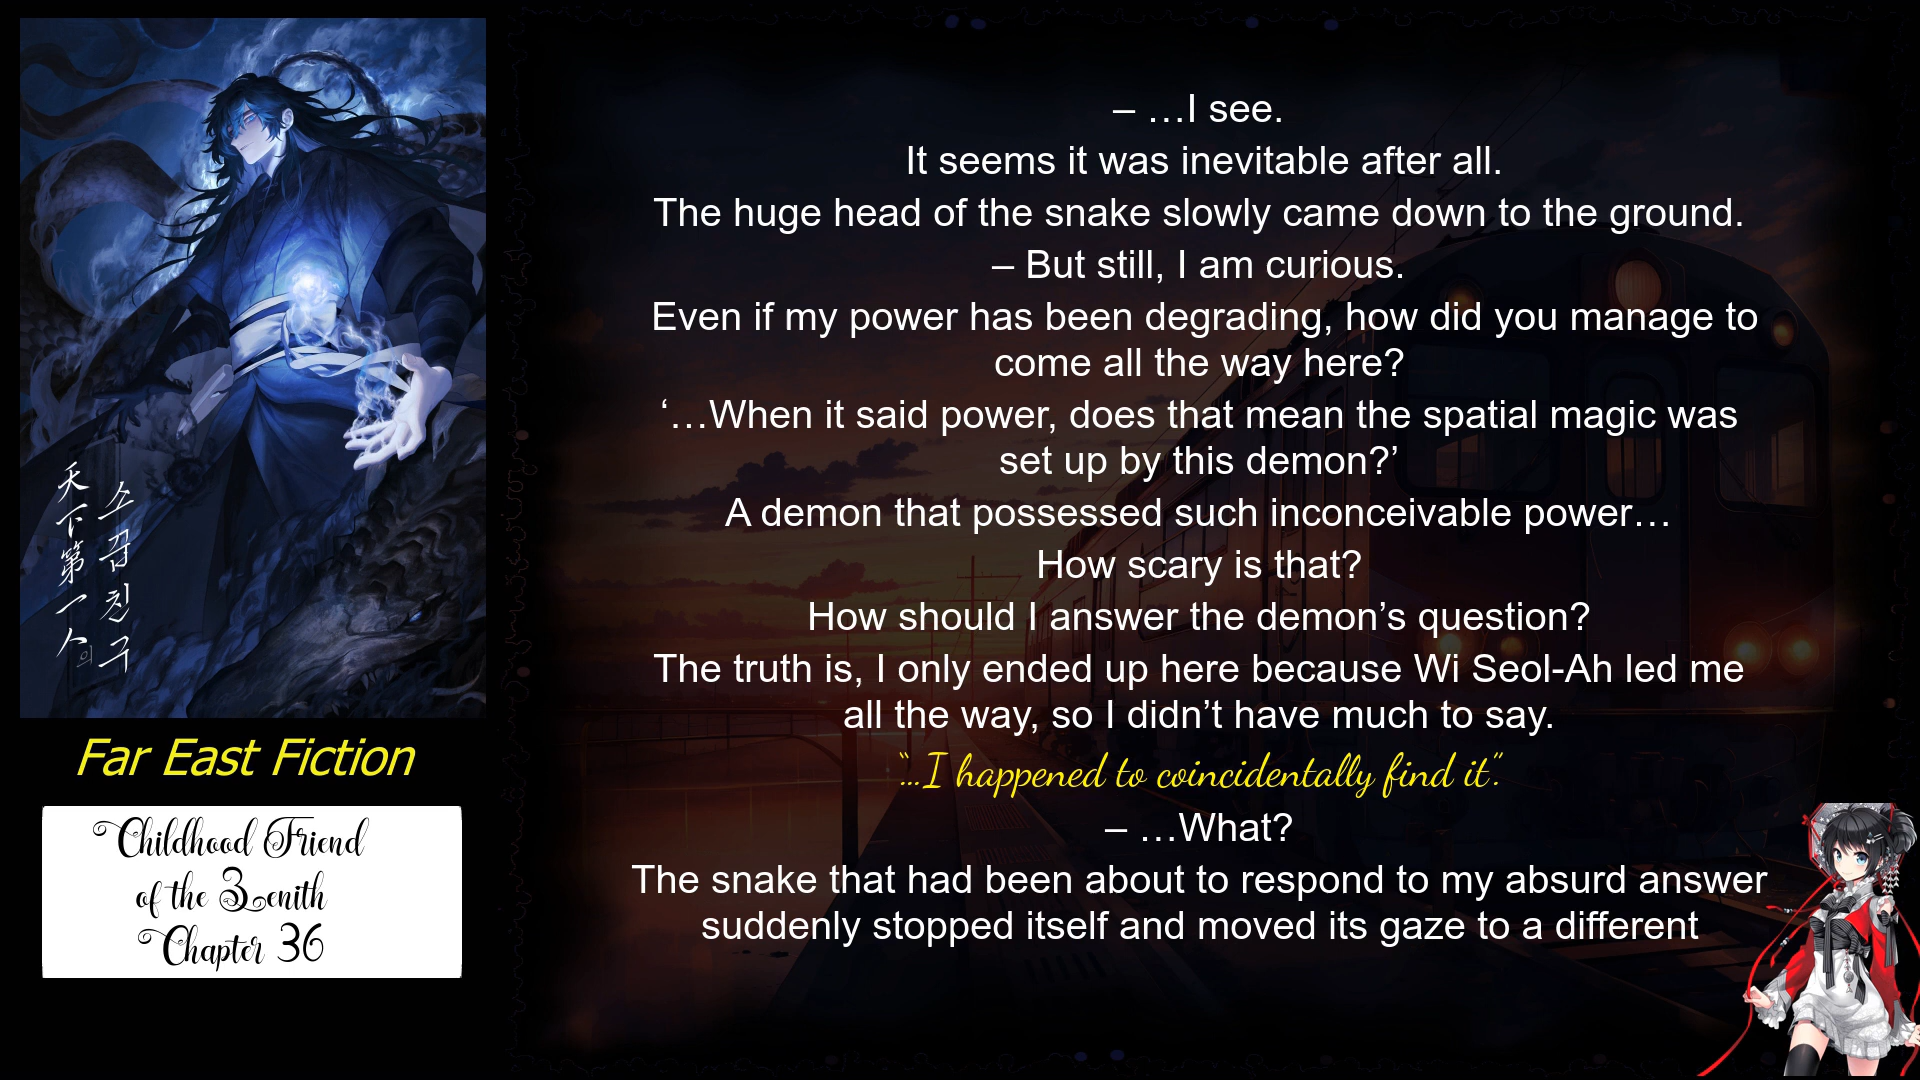 天下第一人의
소꿉친구
Far East Fiction
Childhood Friend
of the Zenith
Chapter 36
– …I see.
It seems it was inevitable after all.
The huge head of the snake slowly came down to the ground.
– But still, I am curious.
Even if my power has been degrading, how did you manage to
come all the way here?
‘…When it said power, does that mean the spatial magic was
set up by this demon?’
A demon that possessed such inconceivable power…
How scary is that?
How should I answer the demon’s question?
The truth is, I only ended up here because Wi Seol-Ah led me
all the way, so I didn’t have much to say.
“…I happened to coincidentally find it”.
– …What?
The snake that had been about to respond to my absurd answer
suddenly stopped itself and moved its gaze to a different